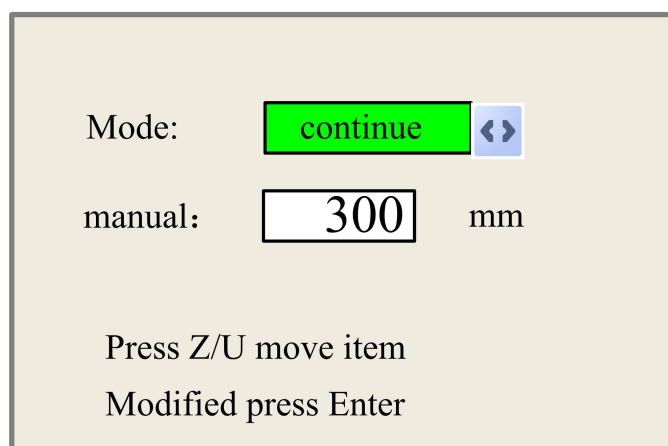 Mode: continue
manual： 300 mm
Press Z/U move item
Modified press Enter